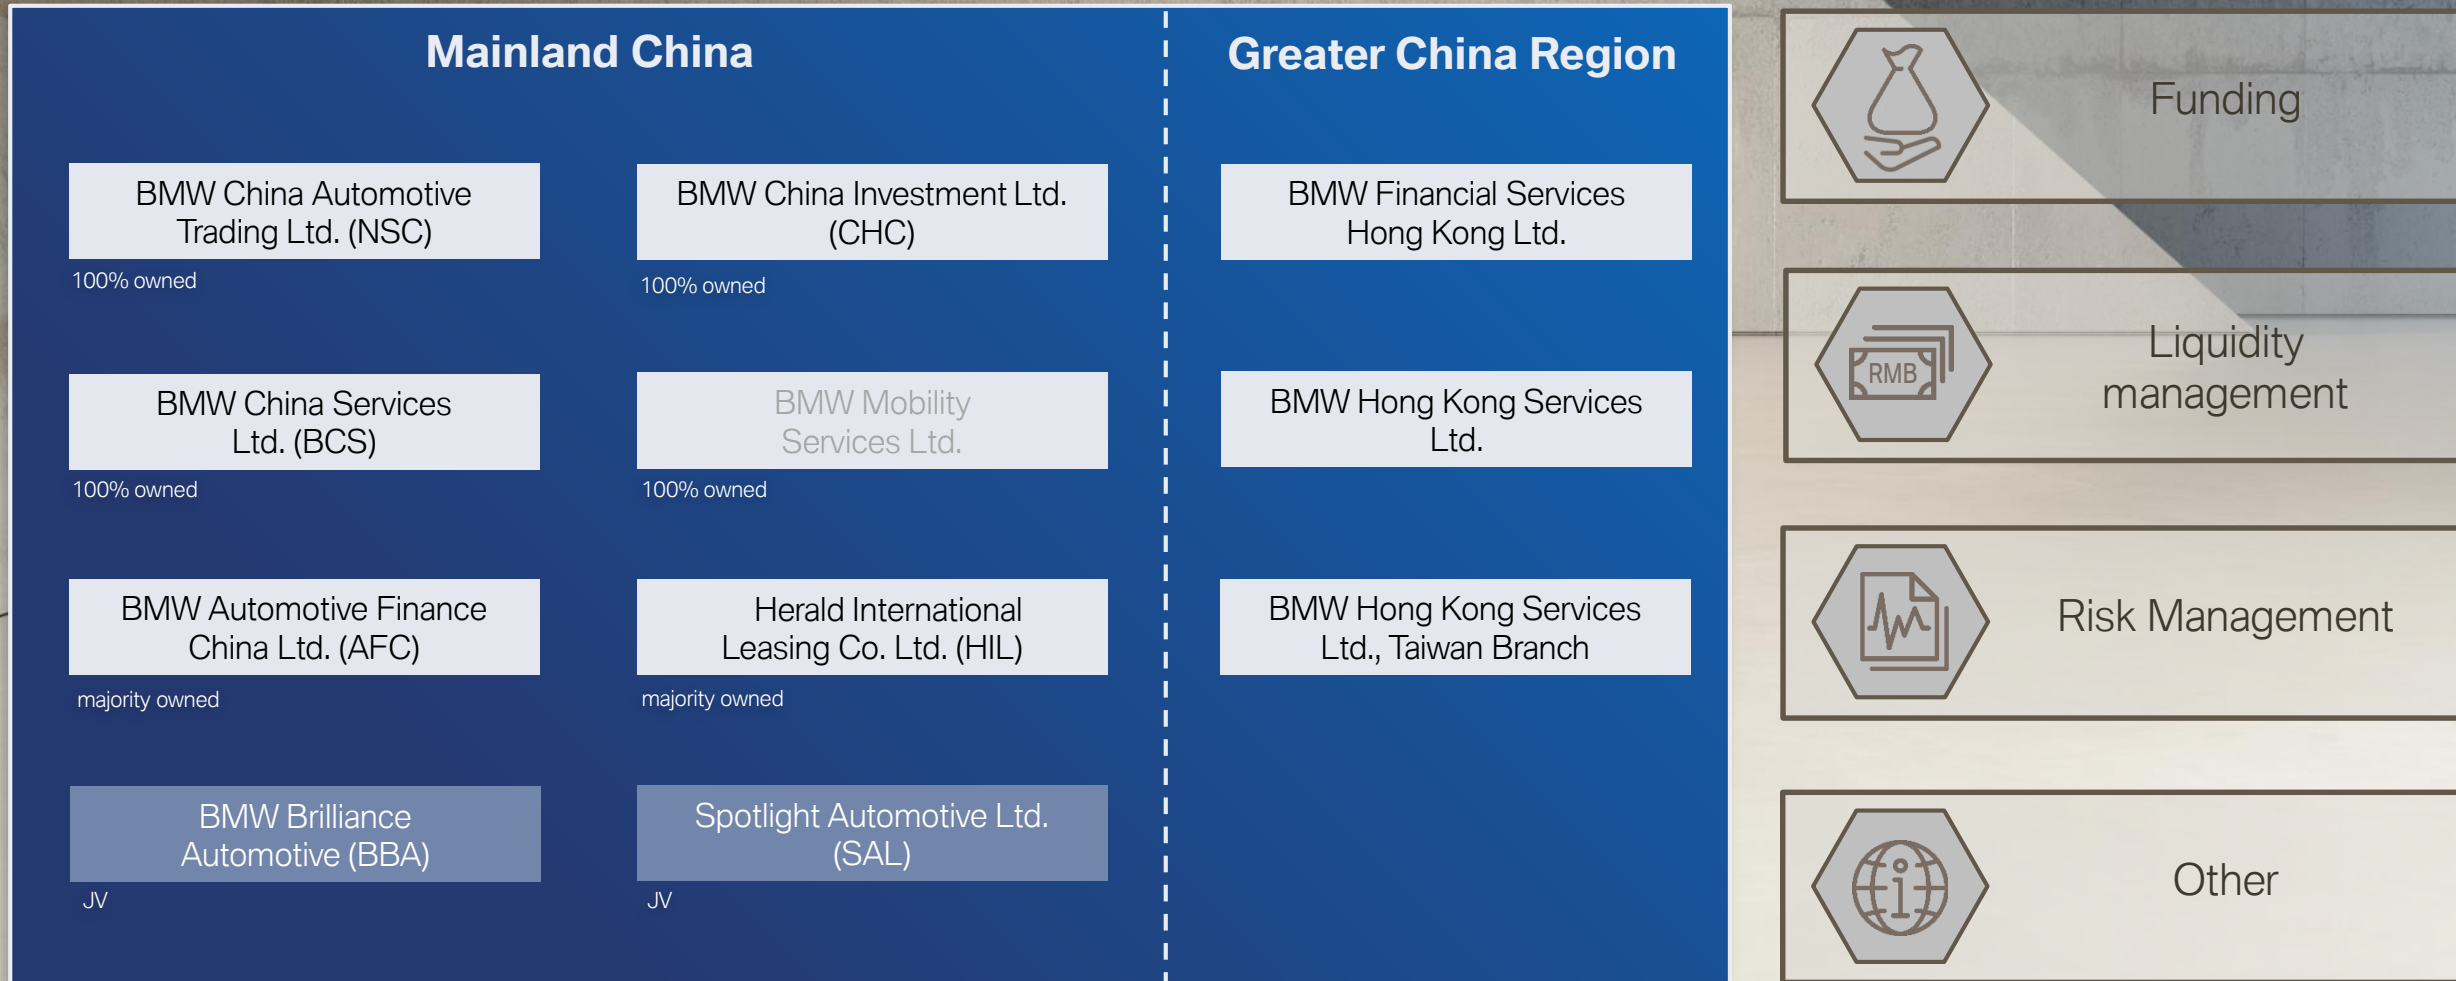 Mainland China
Greater China Region
BMW China Automotive
Trading Ltd. (NSC)
100% owned
BMW China Investment Ltd.
(CHC)
100% owned
BMW Financial Services
Hong Kong Ltd.
BMW China Services
Ltd. (BCS)
100% owned
BMW Mobility
Services Ltd.
100% owned
BMW Hong Kong Services
Ltd.
BMW Automotive Finance
China Ltd. (AFC)
majority owned
Herald International
Leasing Co. Ltd. (HIL)
majority owned
BMW Hong Kong Services
Ltd., Taiwan Branch
BMW Brilliance
Automotive (BBA)
JV
Spotlight Automotive Ltd.
(SAL)
JV
Funding
RMB
Liquidity
management
Risk Management
Other